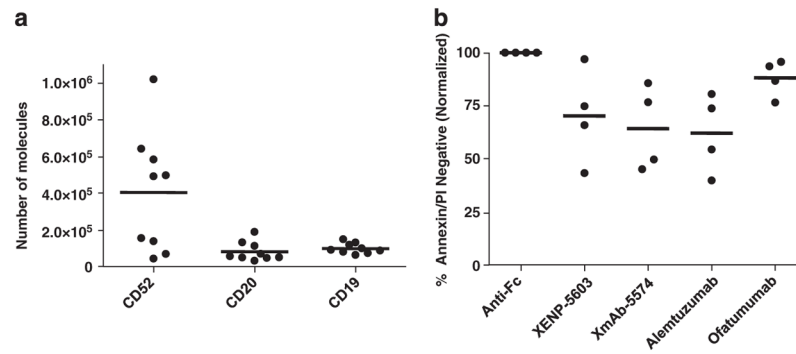 a
Number of molecules
1.0×10⁶
8.0×10⁵
6.0×10⁵
4.0×10⁵
2.0×10⁵
0
CD52
CD20
CD19
b
% Annexin/PI Negative (Normalized)
100
75
50
25
0
Anti-Fc
XENP-5603
XmAb-5574
Alemtuzumab
Ofatumumab